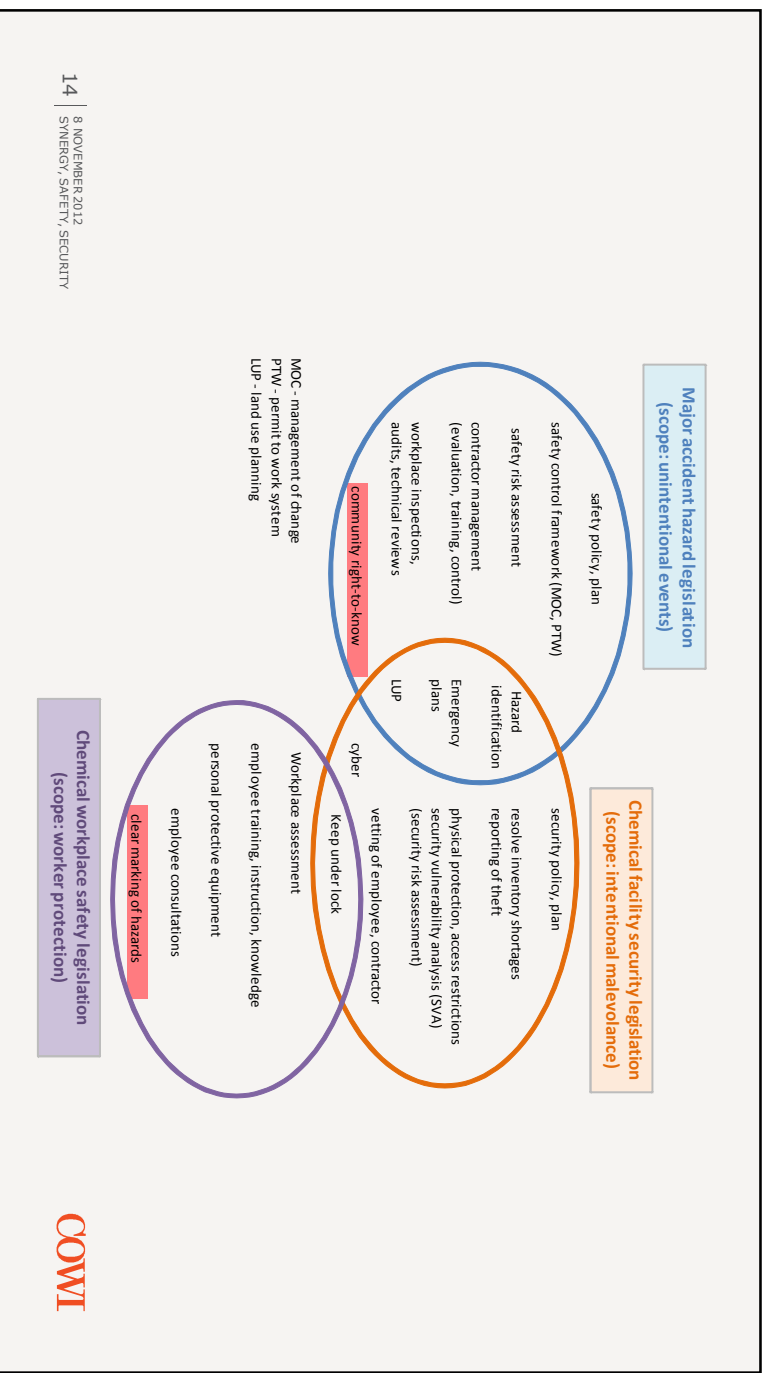 Major accident hazard legislation
(scope: unintentional events)
Chemical facility security legislation
(scope: intentional malevolance)
safety policy, plan
safety control framework (MOC, PTW)
safety risk assessment
contractor management
(evaluation, training, control)
workplace inspections,
audits, technical reviews
community right-to-know
Hazard
identification
Emergency
plans
LUP
security policy, plan
resolve inventory shortages
reporting of theft
physical protection, access restrictions
security vulnerability analysis (SVA)
(security risk assessment)
vetting of employee, contractor
cyber
Keep under lock
Workplace assessment
employee training, instruction, knowledge
personal protective equipment
employee consultations
clear marking of hazards
MOC - management of change
PTW - permit to work system
LUP - land use planning
Chemical workplace safety legislation
(scope: worker protection)
14
8 NOVEMBER 2012
SYNERGY, SAFETY, SECURITY
COWI